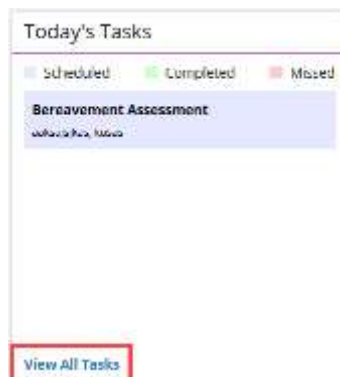 Today's Tasks
Scheduled Completed Missed
Bereavement Assessment
View All Tasks